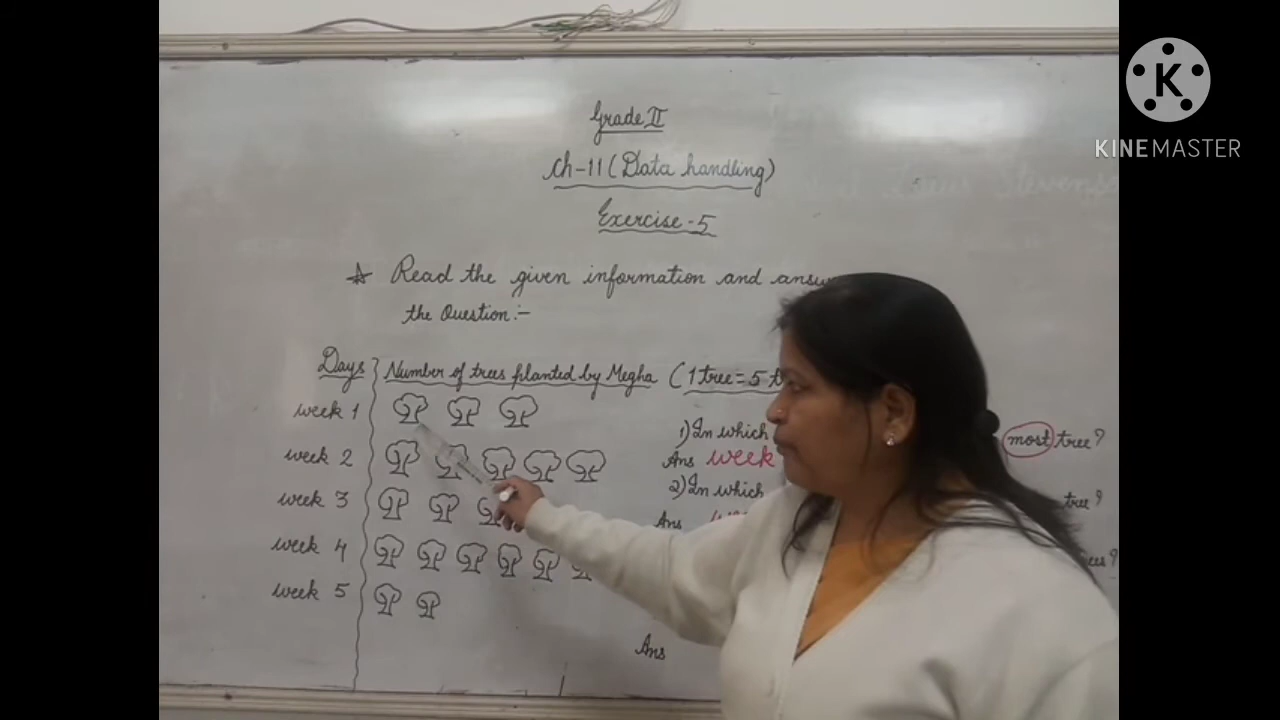 Grade II
Ch-11 (Data handling)
Exercise-5
Read the given information and
the Question:-
Days Number of trees planted by Megha (1 tree = 5
week 1
week 2
week 3
week 4
week 5
1) In which most tree?
Ans week
2) In which tree?
Ans
Ans
K
KINEMASTER